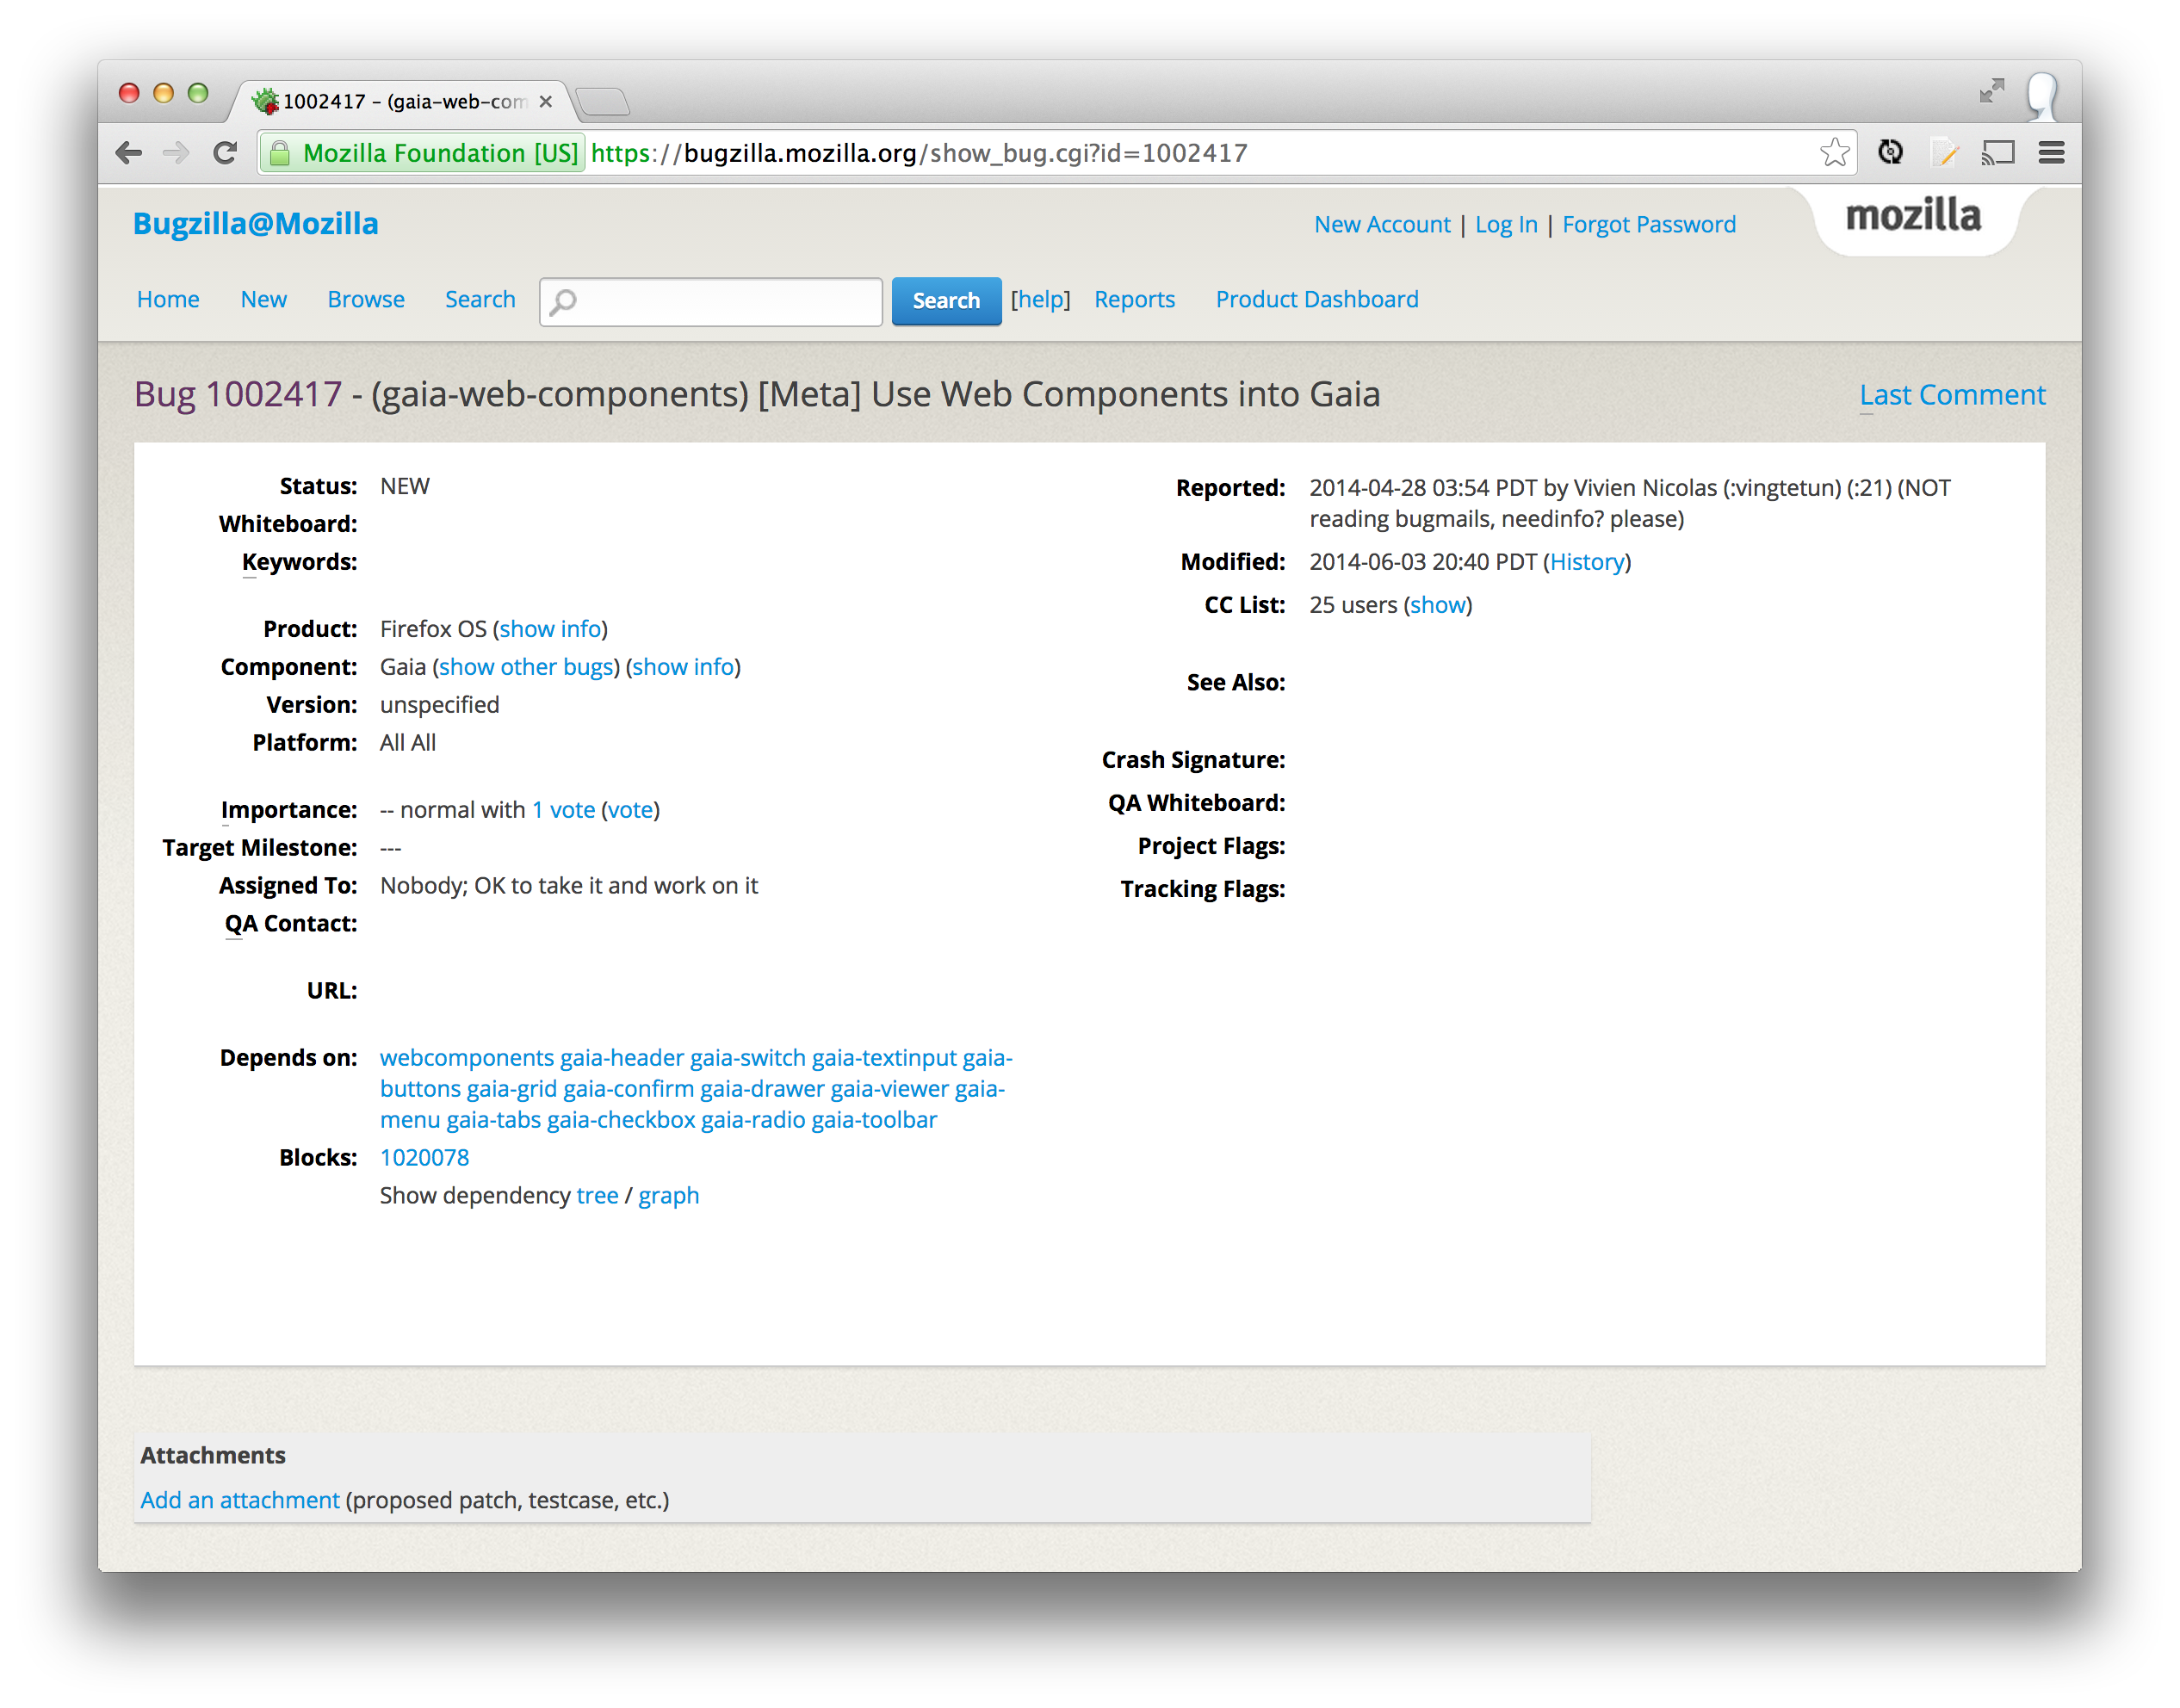 1002417 - (gaia-web-com
Mozilla Foundation [US] https://bugzilla.mozilla.org/show_bug.cgi?id=1002417
Bugzilla@Mozilla
New Account | Log In | Forgot Password
mozilla
Home New Browse Search Search [help] Reports Product Dashboard
Bug 1002417 - (gaia-web-components) [Meta] Use Web Components into Gaia
Last Comment
Status: NEW
Whiteboard:
Keywords:
Product: Firefox OS (show info)
Component: Gaia (show other bugs) (show info)
Version: unspecified
Platform: All All
Importance: -- normal with 1 vote (vote)
Target Milestone: ---
Assigned To: Nobody; OK to take it and work on it
QA Contact:
URL:
Depends on: webcomponents gaia-header gaia-switch gaia-textinput gaia-
buttons gaia-grid gaia-confirm gaia-drawer gaia-viewer gaia-
menu gaia-tabs gaia-checkbox gaia-radio gaia-toolbar
Blocks: 1020078
Show dependency tree / graph
Reported: 2014-04-28 03:54 PDT by Vivien Nicolas (:vingtetun) (:21) (NOT
reading bugmails, needinfo? please)
Modified: 2014-06-03 20:40 PDT (History)
CC List: 25 users (show)
See Also:
Crash Signature:
QA Whiteboard:
Project Flags:
Tracking Flags:
Attachments
Add an attachment (proposed patch, testcase, etc.)